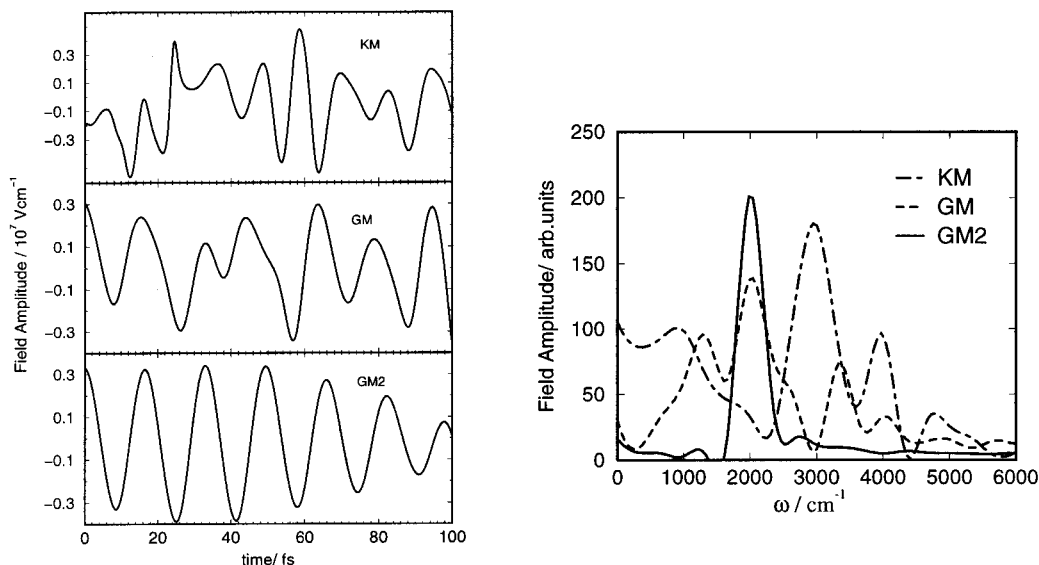 0.3
KM
0.1
−0.1
−0.3
Field Amplitude / 10⁷ Vcm⁻¹
0.3
GM
0.1
−0.1
−0.3
0.3
GM2
0.1
−0.1
−0.3
0 20 40 60 80 100
time/ fs
250
200
150
100
50
0
Field Amplitude/ arb.units
KM
GM
GM2
0 1000 2000 3000 4000 5000 6000
ω / cm⁻¹